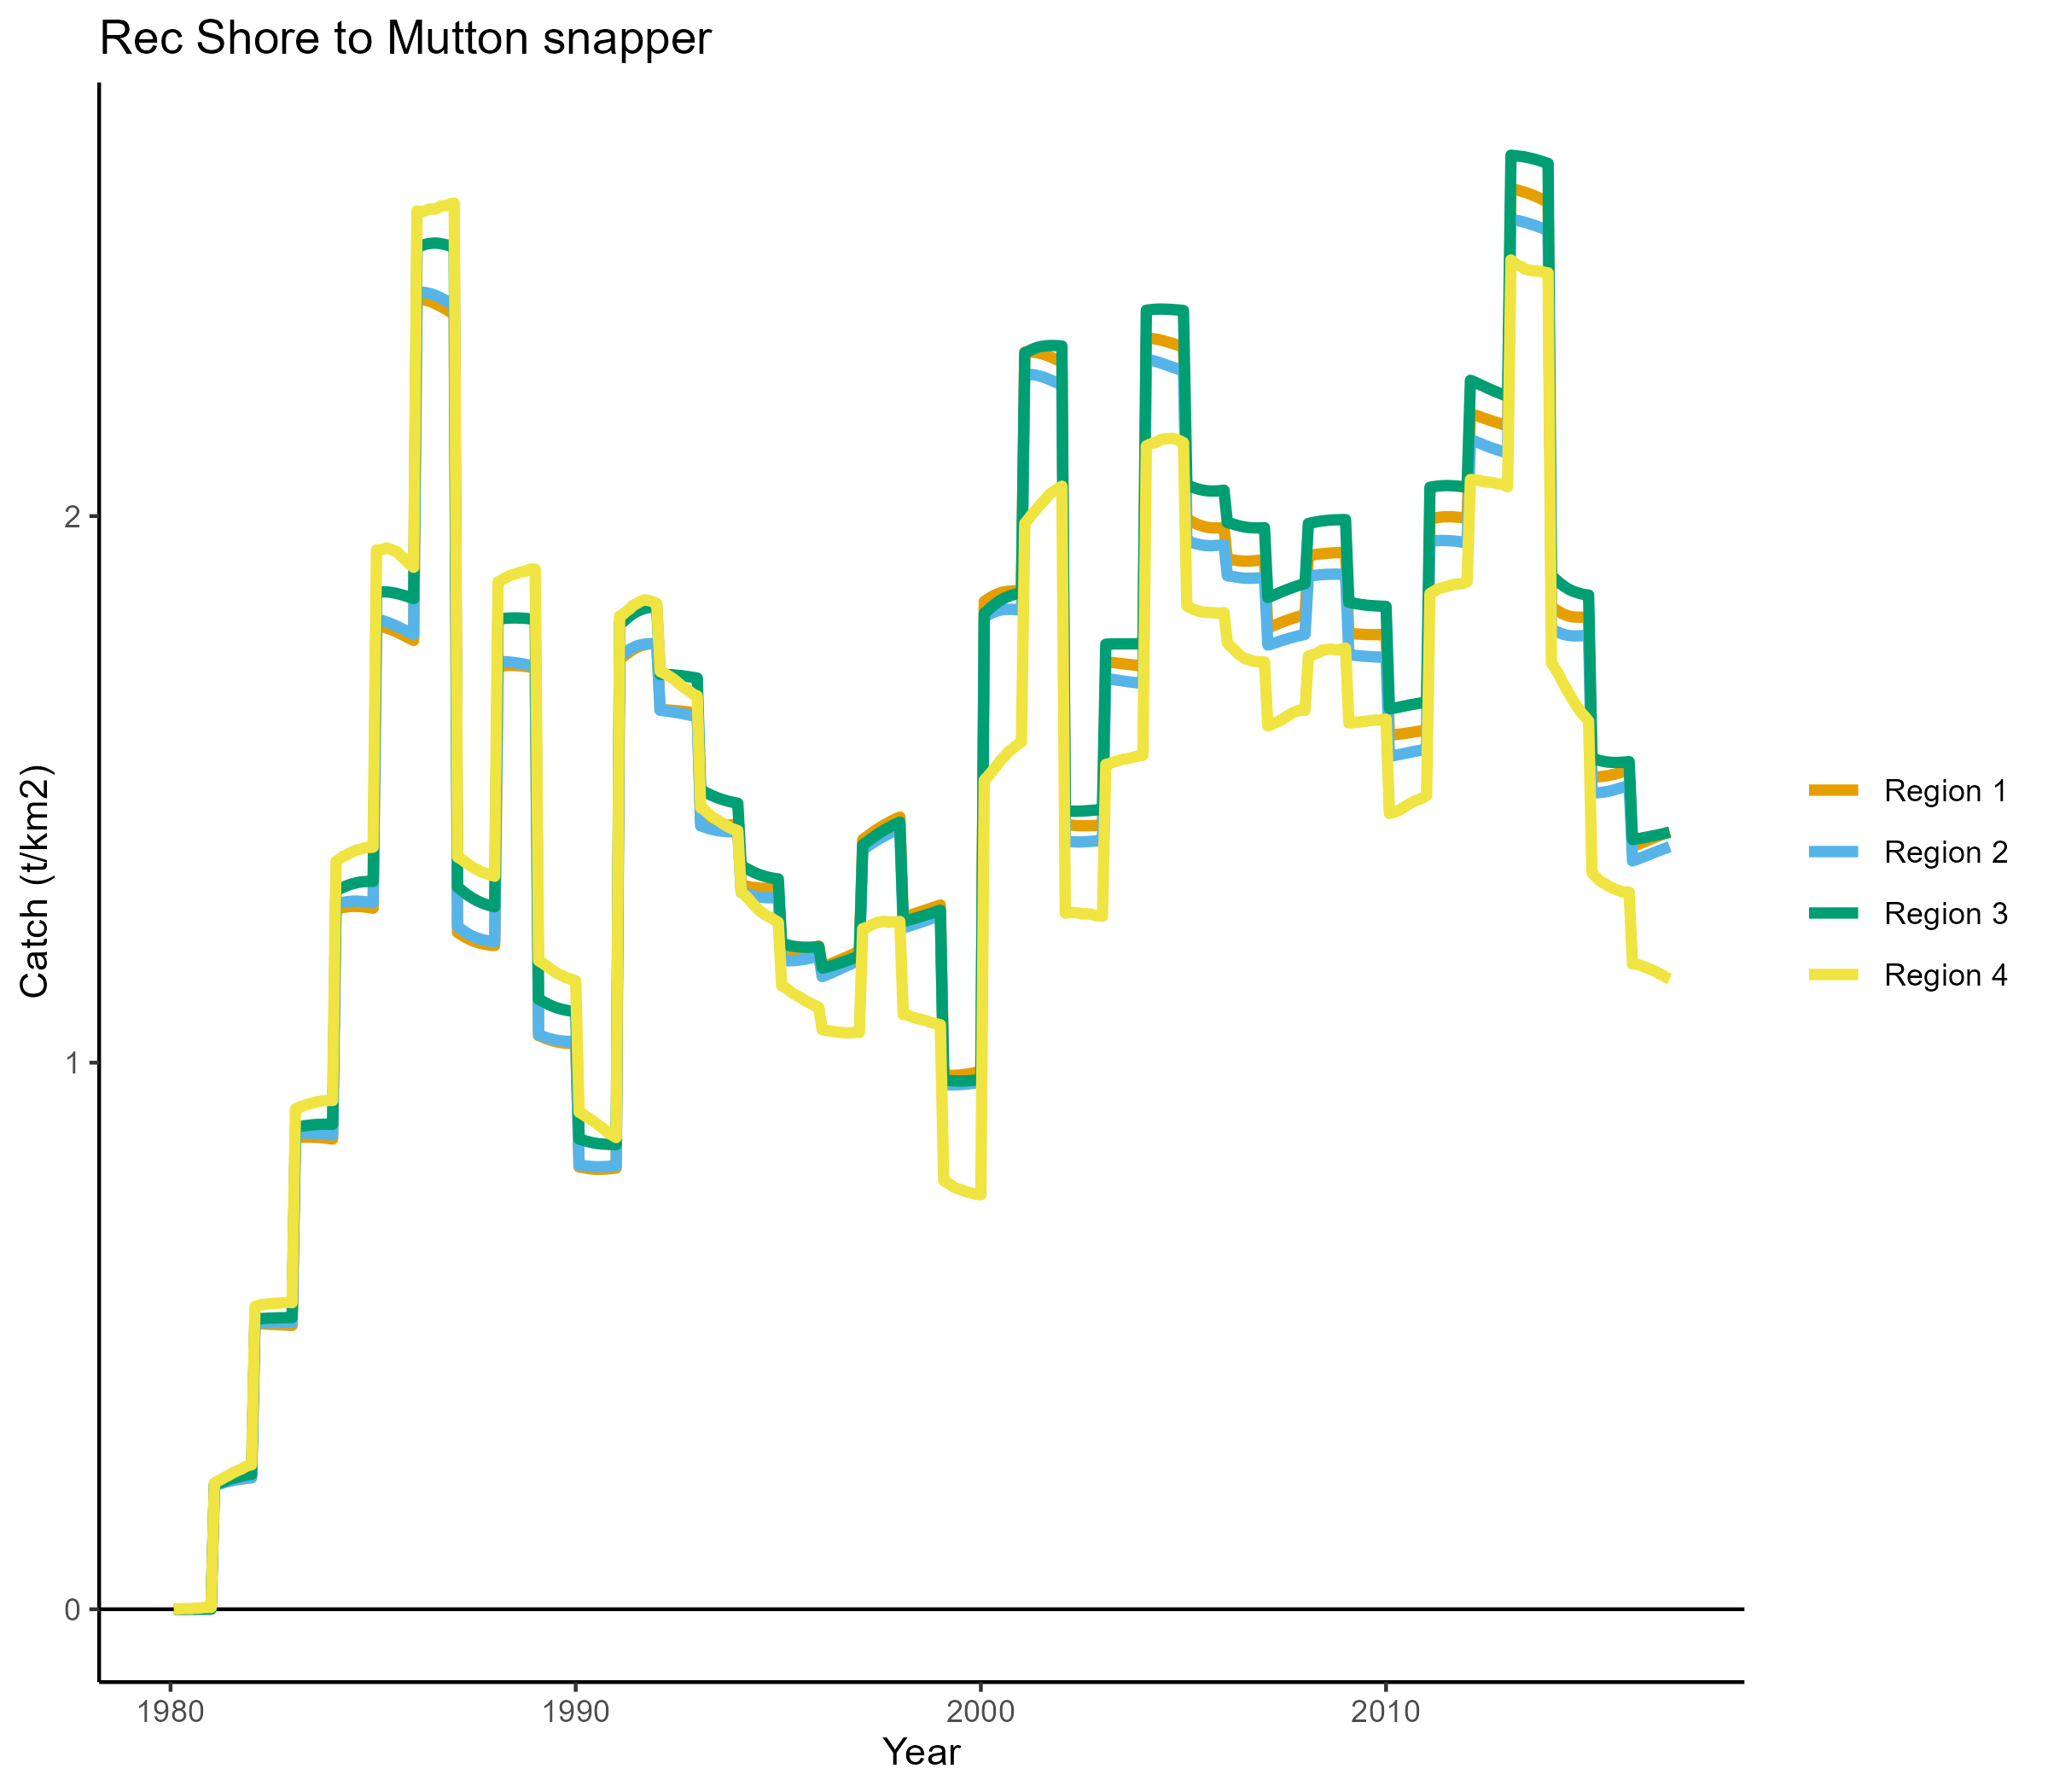 Rec Shore to Mutton snapper
Catch (t/km2)
2
1
0
1980 1990 2000 2010
Year
Region 1
Region 2
Region 3
Region 4